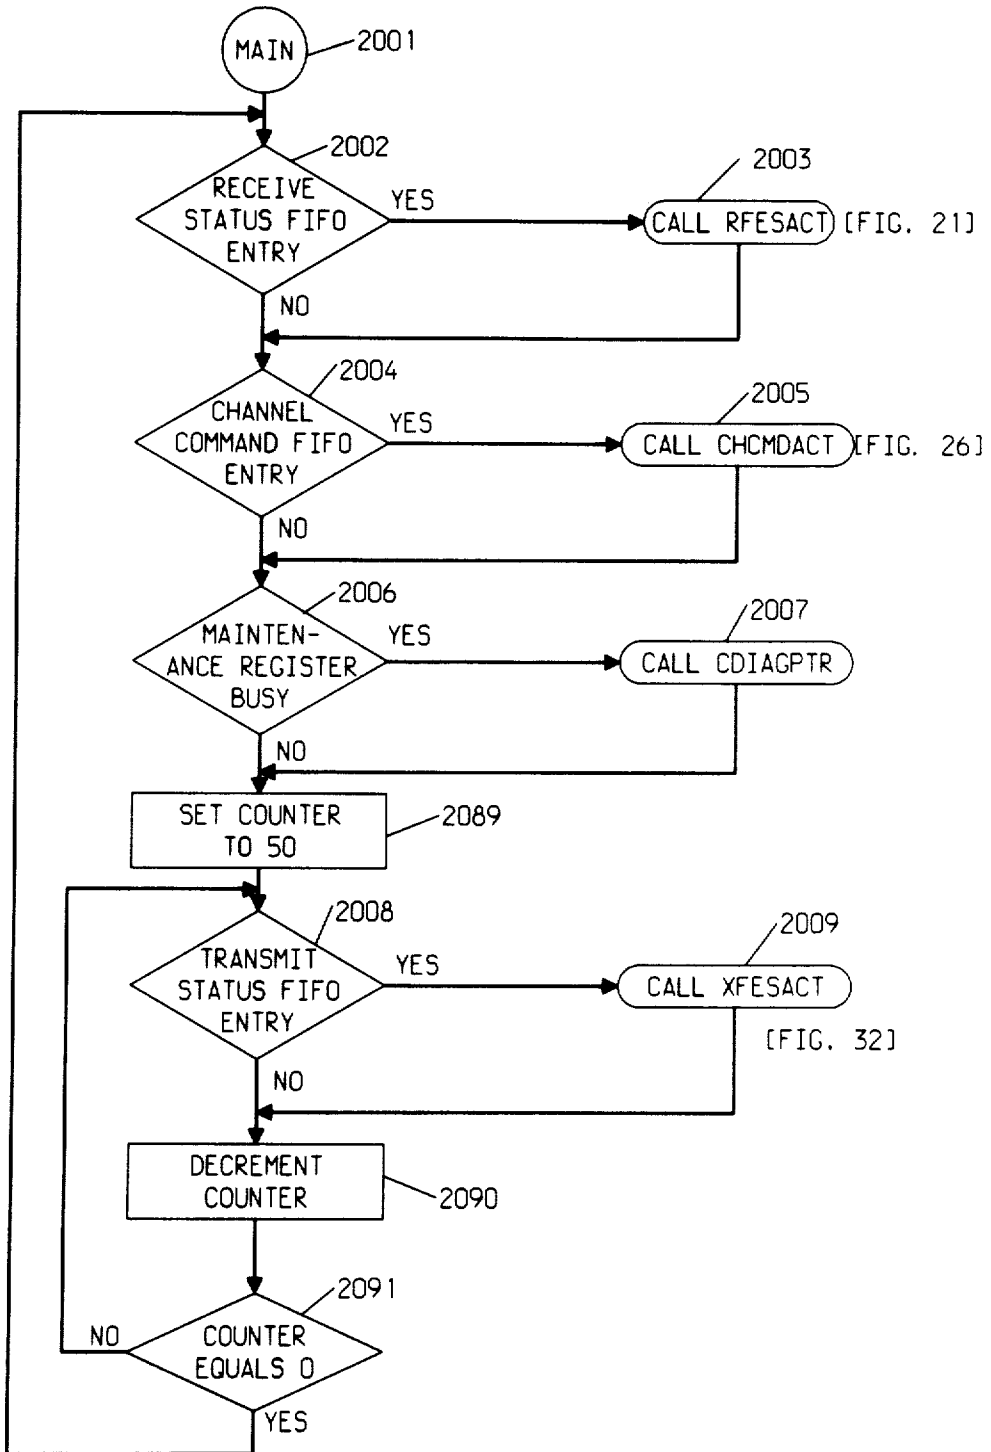 MAIN
2001
2002
RECEIVE
STATUS FIFO
ENTRY
YES
2003
CALL RFESACT [FIG. 21]
NO
2004
CHANNEL
COMMAND FIFO
ENTRY
YES
2005
CALL CHCMDACT [FIG. 26]
NO
2006
MAINTEN-
ANCE REGISTER
BUSY
YES
2007
CALL CDIAGPTR
NO
SET COUNTER
TO 50
2089
2008
TRANSMIT
STATUS FIFO
ENTRY
YES
2009
CALL XFESACT
[FIG. 32]
NO
DECREMENT
COUNTER
2090
2091
COUNTER
EQUALS 0
NO
YES